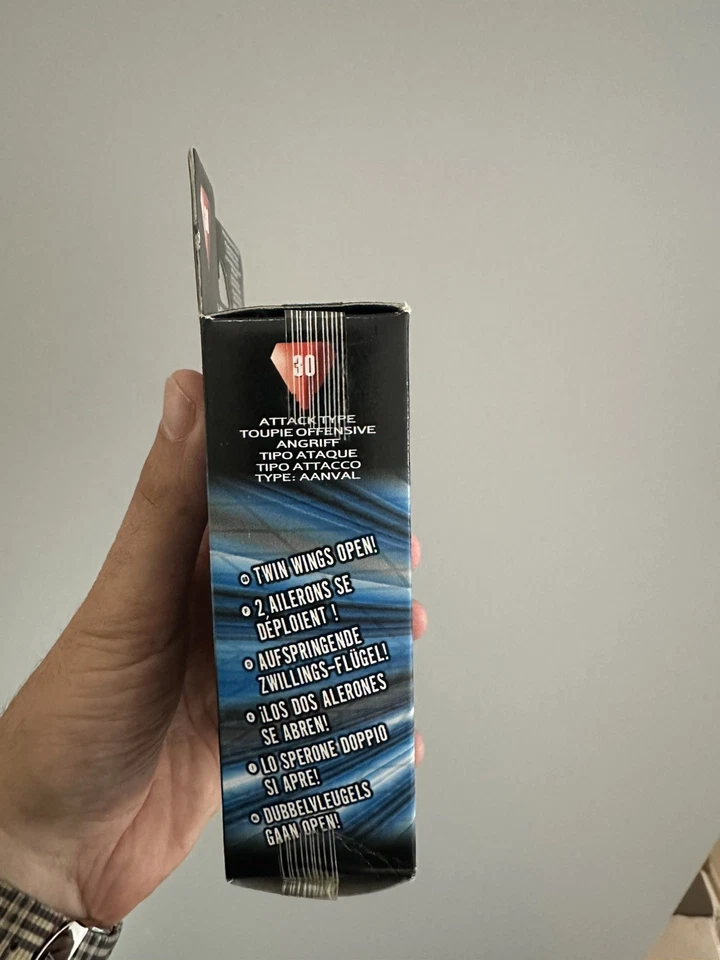 30
ATTACK TYPE
TOUPIE OFFENSIVE
ANGRIFF
TIPO ATAQUE
TIPO ATTACCO
TYPE: AANVAL
TWIN WINGS OPEN!
2 AILERONS SE
DÉPLOIENT !
AUFSPRINGENDE
ZWILLINGS-FLÜGEL!
¡LOS DOS ALERONES
SE ABREN!
LO SPERONE DOPPIO
SI APRE!
DUBBELVLEUGELS
GAAN OPEN!